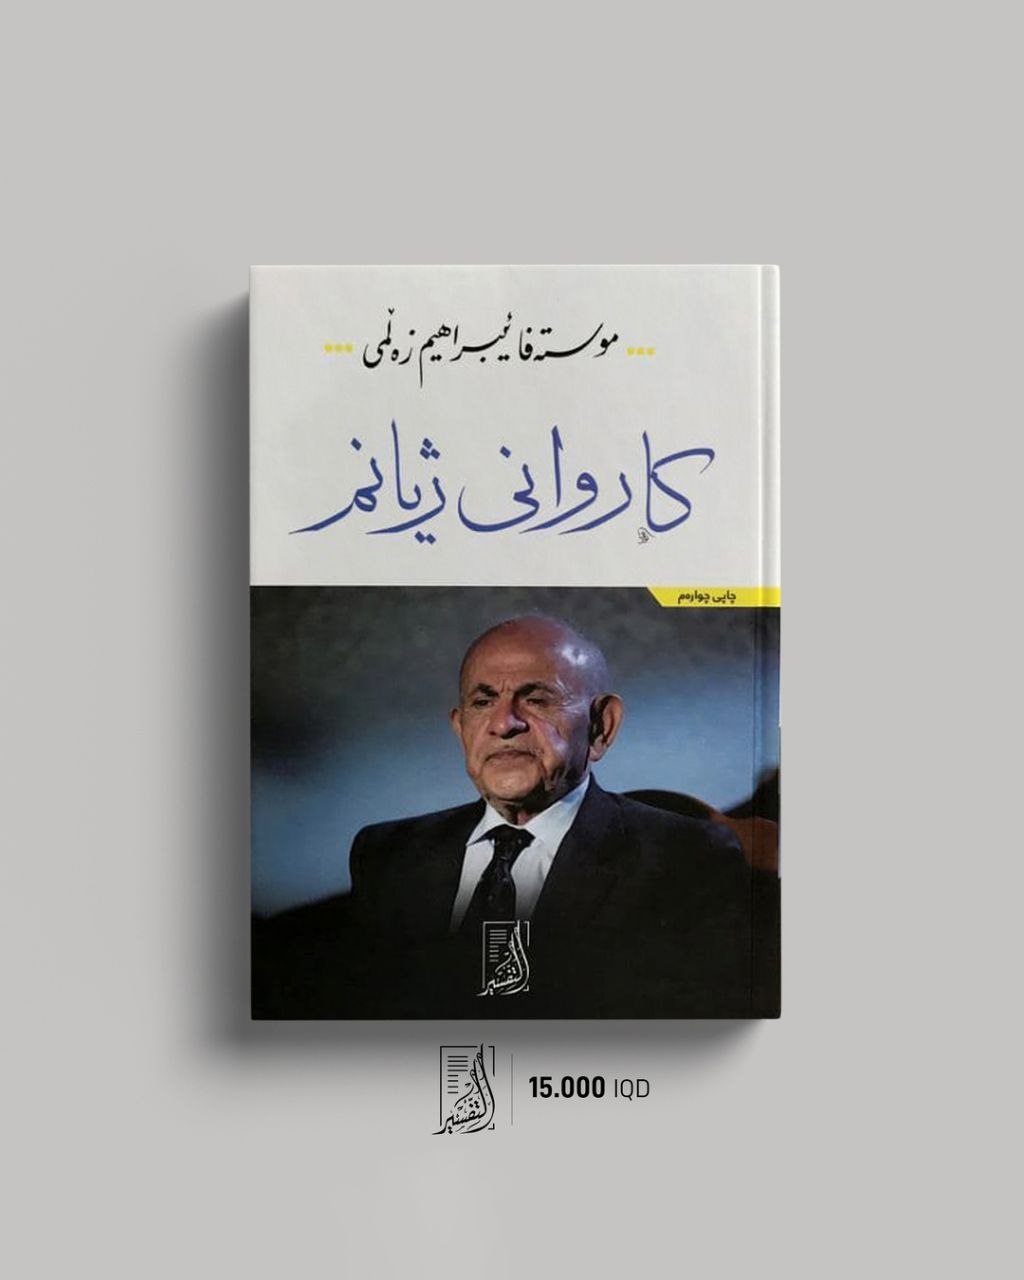 ••• موستەفا ئیبراهیم زەڵمی •••
کاروانی ژیانم
چاپی چوارەم
التفسير
التفسير
15.000 IQD